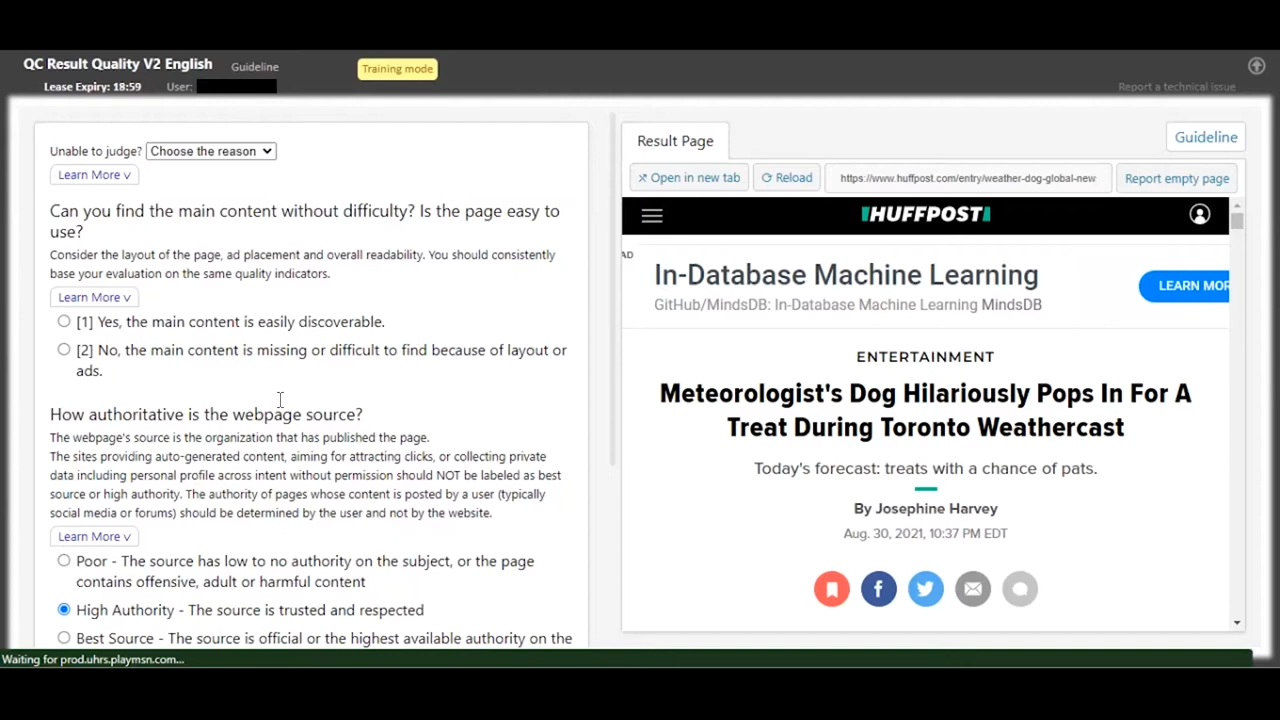 QC Result Quality V2 English
Guideline
Training mode
Lease Expiry: 18:59
User:
Report a technical issue
Unable to judge? Choose the reason
Learn More v
Can you find the main content without difficulty? Is the page easy to
use?
Consider the layout of the page, ad placement and overall readability. You should consistently
base your evaluation on the same quality indicators.
Learn More v
[1] Yes, the main content is easily discoverable.
[2] No, the main content is missing or difficult to find because of layout or
ads.
How authoritative is the webpage source?
The webpage's source is the organization that has published the page.
The sites providing auto-generated content, aiming for attracting clicks, or collecting private
data including personal profile across intent without permission should NOT be labeled as best
source or high authority. The authority of pages whose content is posted by a user (typically
social media or forums) should be determined by the user and not by the website.
Learn More v
Poor - The source has low to no authority on the subject, or the page
contains offensive, adult or harmful content
High Authority - The source is trusted and respected
Best Source - The source is official or the highest available authority on the
Result Page
Guideline
Open in new tab
Reload
https://www.huffpost.com/entry/weather-dog-global-new
Report empty page
HUFFPOST
AD
In-Database Machine Learning
GitHub/MindsDB: In-Database Machine Learning MindsDB
LEARN MOR
ENTERTAINMENT
Meteorologist's Dog Hilariously Pops In For A
Treat During Toronto Weathercast
Today's forecast: treats with a chance of pats.
By Josephine Harvey
Aug. 30, 2021, 10:37 PM EDT
Waiting for prod.uhrs.playmsn.com...